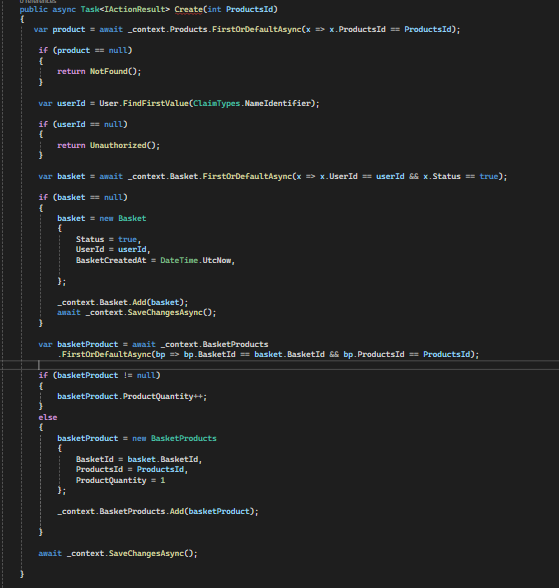 0 references
public async Task<IActionResult> Create(int ProductsId)
{
var product = await _context.Products.FirstOrDefaultAsync(x => x.ProductsId == ProductsId);
if (product == null)
{
return NotFound();
}
var userId = User.FindFirstValue(ClaimTypes.NameIdentifier);
if (userId == null)
{
return Unauthorized();
}
var basket = await _context.Basket.FirstOrDefaultAsync(x => x.UserId == userId && x.Status == true);
if (basket == null)
{
basket = new Basket
{
Status = true,
UserId = userId,
BasketCreatedAt = DateTime.UtcNow,
};
_context.Basket.Add(basket);
await _context.SaveChangesAsync();
}
var basketProduct = await _context.BasketProducts
.FirstOrDefaultAsync(bp => bp.BasketId == basket.BasketId && bp.ProductsId == ProductsId);
if (basketProduct != null)
{
basketProduct.ProductQuantity++;
}
else
{
basketProduct = new BasketProducts
{
BasketId = basket.BasketId,
ProductsId = ProductsId,
ProductQuantity = 1
};
_context.BasketProducts.Add(basketProduct);
}
await _context.SaveChangesAsync();
}